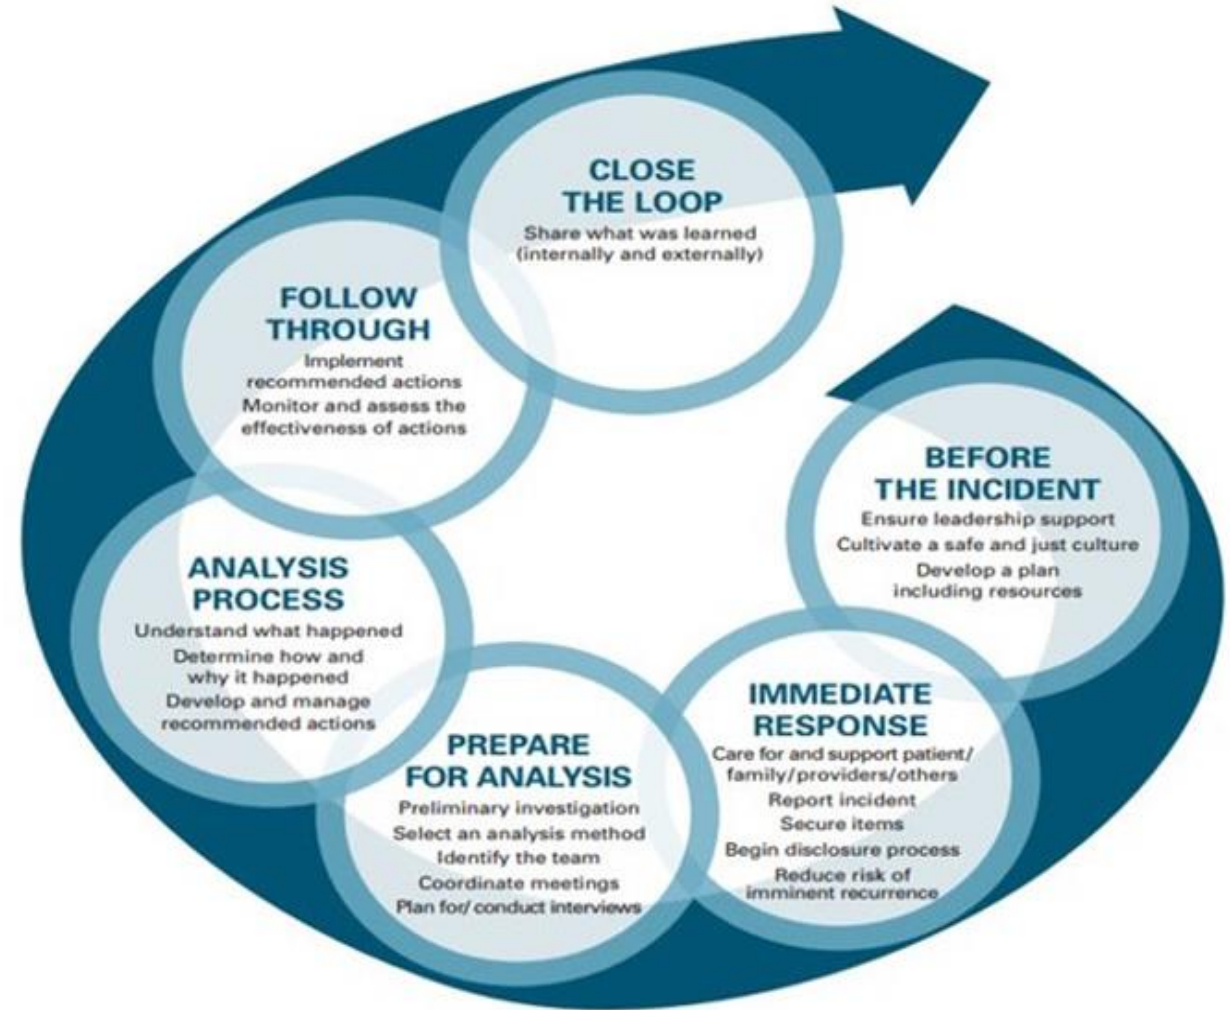 CLOSE
THE LOOP
Share what was learned
(internally and externally)
FOLLOW
THROUGH
Implement
recommended actions
Monitor and assess the
effectiveness of actions
BEFORE
THE INCIDENT
Ensure leadership support
Cultivate a safe and just culture
Develop a plan
including resources
ANALYSIS
PROCESS
Understand what happened
Determine how and
why it happened
Develop and manage
recommended actions
IMMEDIATE
RESPONSE
Care for and support patient/
family/providers/others
Report incident
Secure items
Begin disclosure process
Reduce risk of
imminent recurrence
PREPARE
FOR ANALYSIS
Preliminary investigation
Select an analysis method
Identify the team
Coordinate meetings
Plan for/ conduct interviews